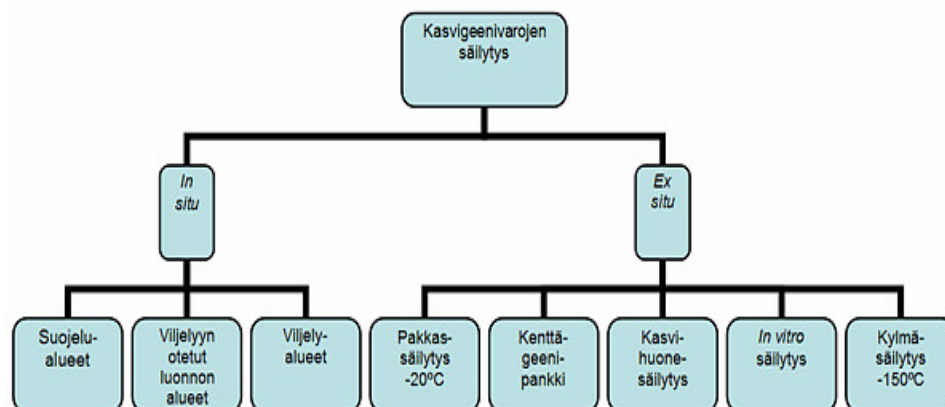 Kasvigeenivarojen
säilytys
In
situ
Ex
situ
Suojelu-
alueet
Viljelyyn
otetut
luonnon
alueet
Viljely-
alueet
Pakkas-
säilytys
-20ºC
Kenttä-
geeni-
pankki
Kasvi-
huone-
säilytys
In vitro
säilytys
Kylmä-
säilytys
-150ºC